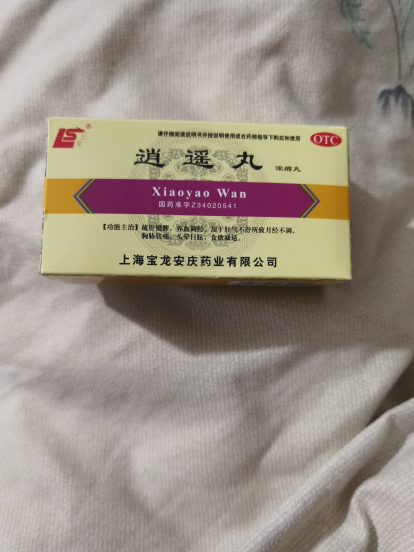 请仔细阅读说明书并按说明使用或在药师指导下购买和使用
OTC
逍遥丸 浓缩丸
Xiaoyao Wan
国药准字Z34020541
【功能主治】疏肝健脾，养血调经。用于肝气不舒所致月经不调，
胸胁胀痛，头晕目眩，食欲减退。
上海宝龙安庆药业有限公司